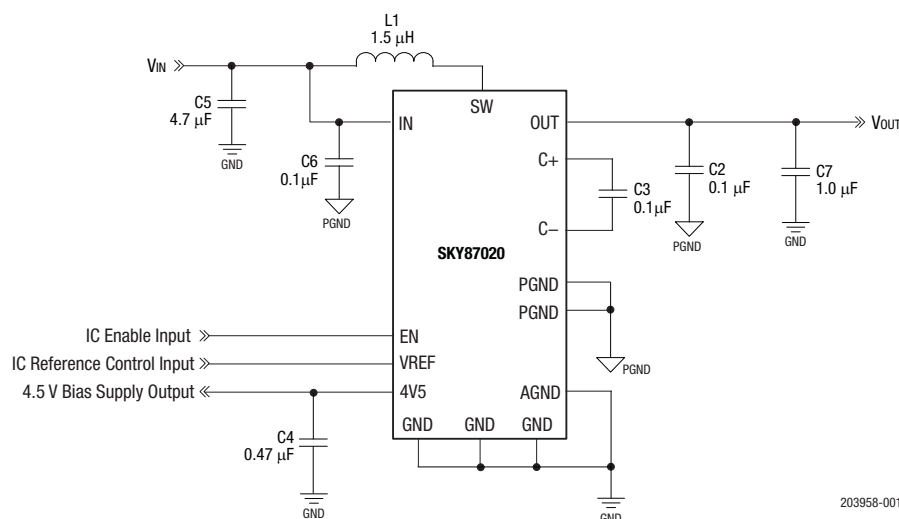 L1
1.5 μH
VIN
C5
4.7 μF
GND
SW
IN
OUT
VOUT
C6
0.1μF
PGND
C+
C3
0.1μF
C–
C2
0.1 μF
PGND
C7
1.0 μF
GND
SKY87020
PGND
PGND
PGND
IC Enable Input
EN
IC Reference Control Input
VREF
4.5 V Bias Supply Output
4V5
AGND
C4
0.47 μF
GND
GND GND GND
GND
203958-001